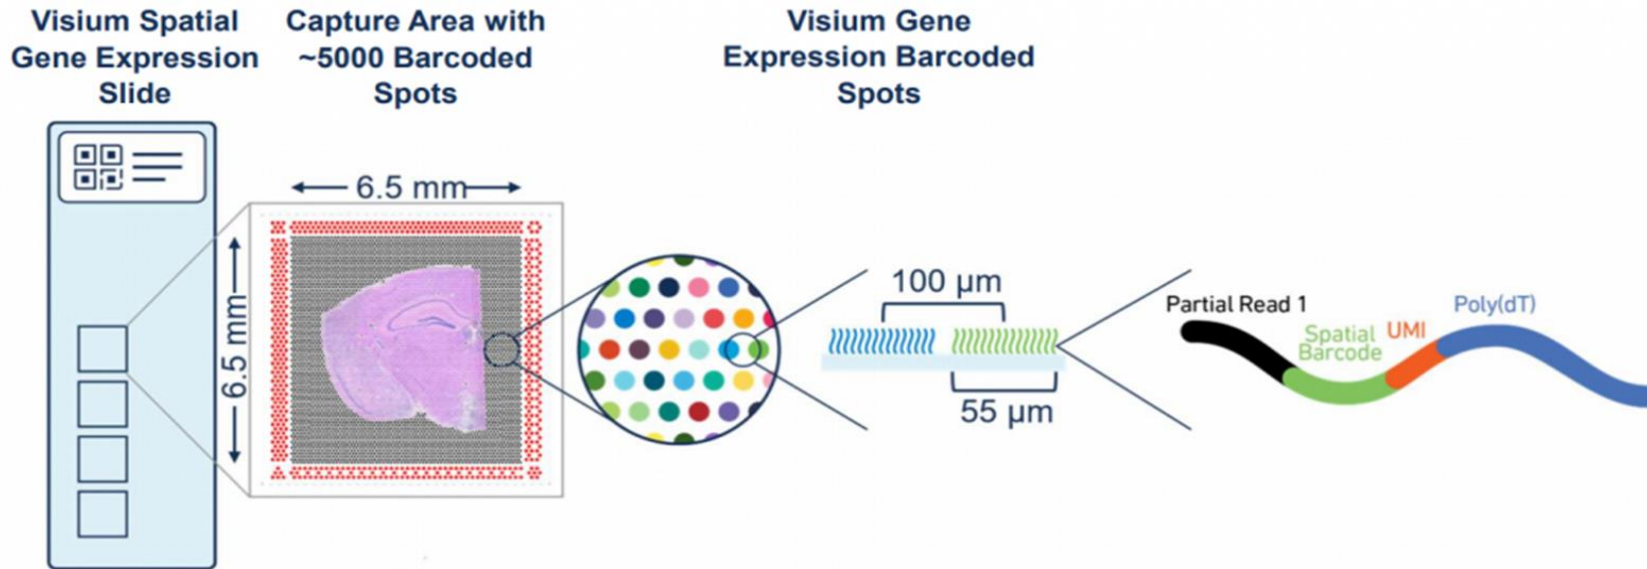 Visium Spatial
Gene Expression
Slide
Capture Area with
~5000 Barcoded
Spots
Visium Gene
Expression Barcoded
Spots
6.5 mm
6.5 mm
100 µm
55 µm
Partial Read 1
Spatial
Barcode
UMI
Poly(dT)